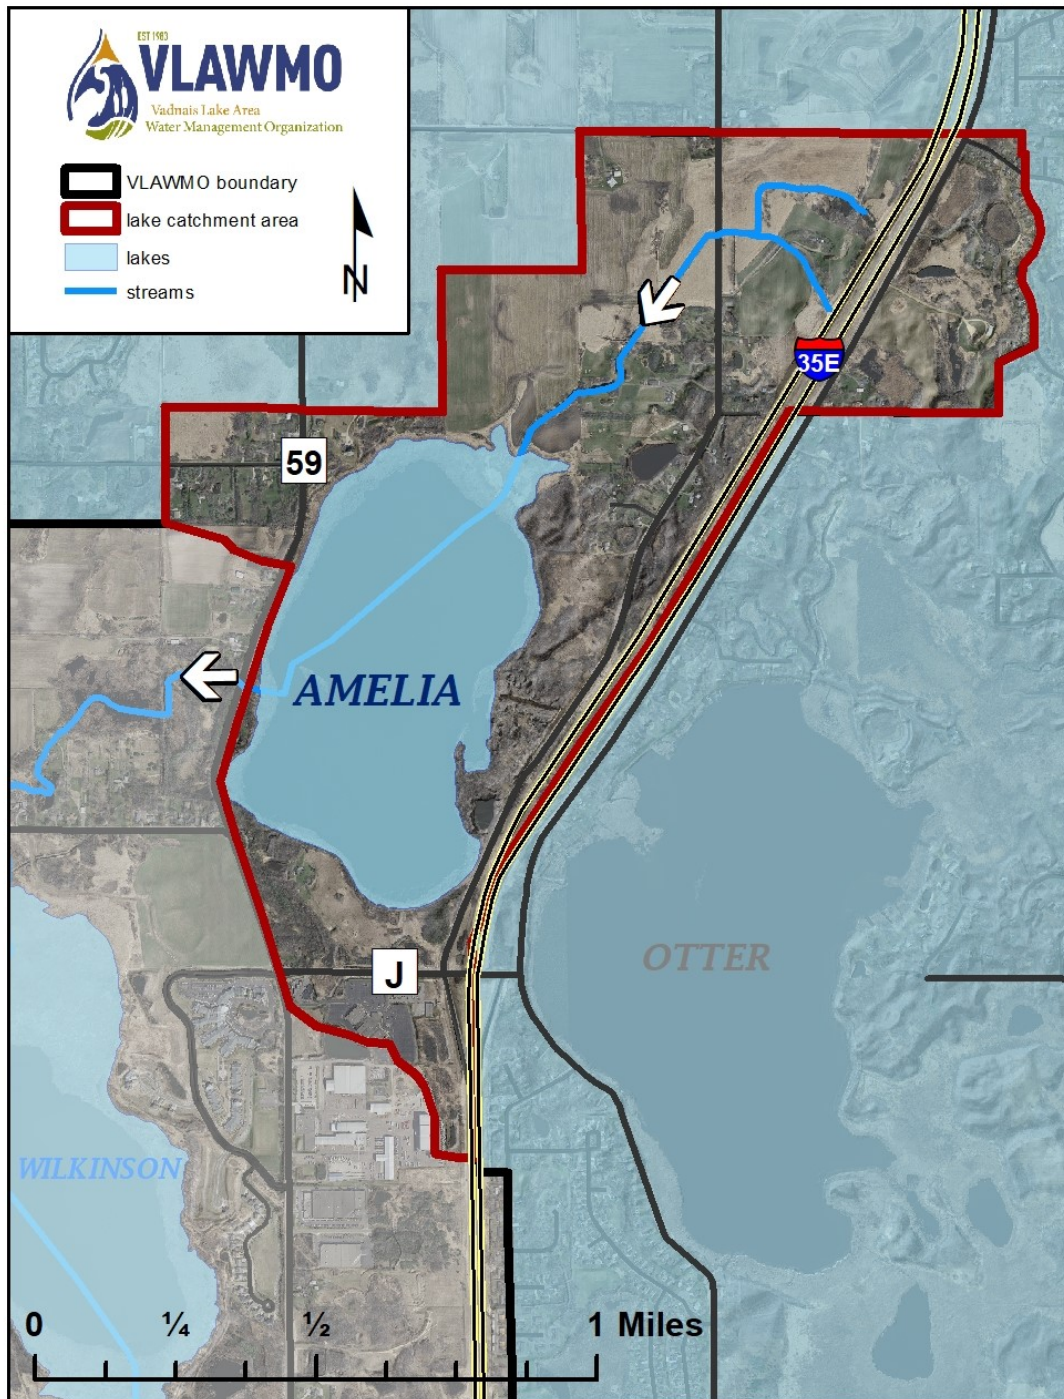 EST 1983
VLAWMO
Vadnais Lake Area
Water Management Organization
VLAWMO boundary
lake catchment area
lakes
streams
N
35E
59
AMELIA
OTTER
J
WILKINSON
0 ¼ ½ 1 Miles